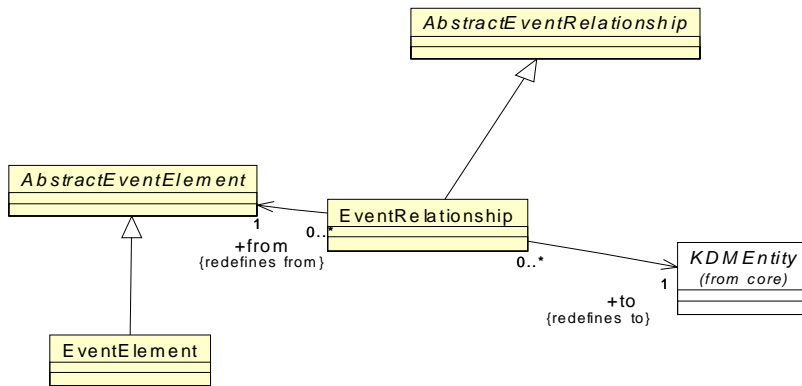 AbstractEventRelationship
AbstractEventElement
EventRelationship
1
0..*
+from
{redefines from}
0..*
KDMEntity
(from core)
1
+to
{redefines to}
EventElement